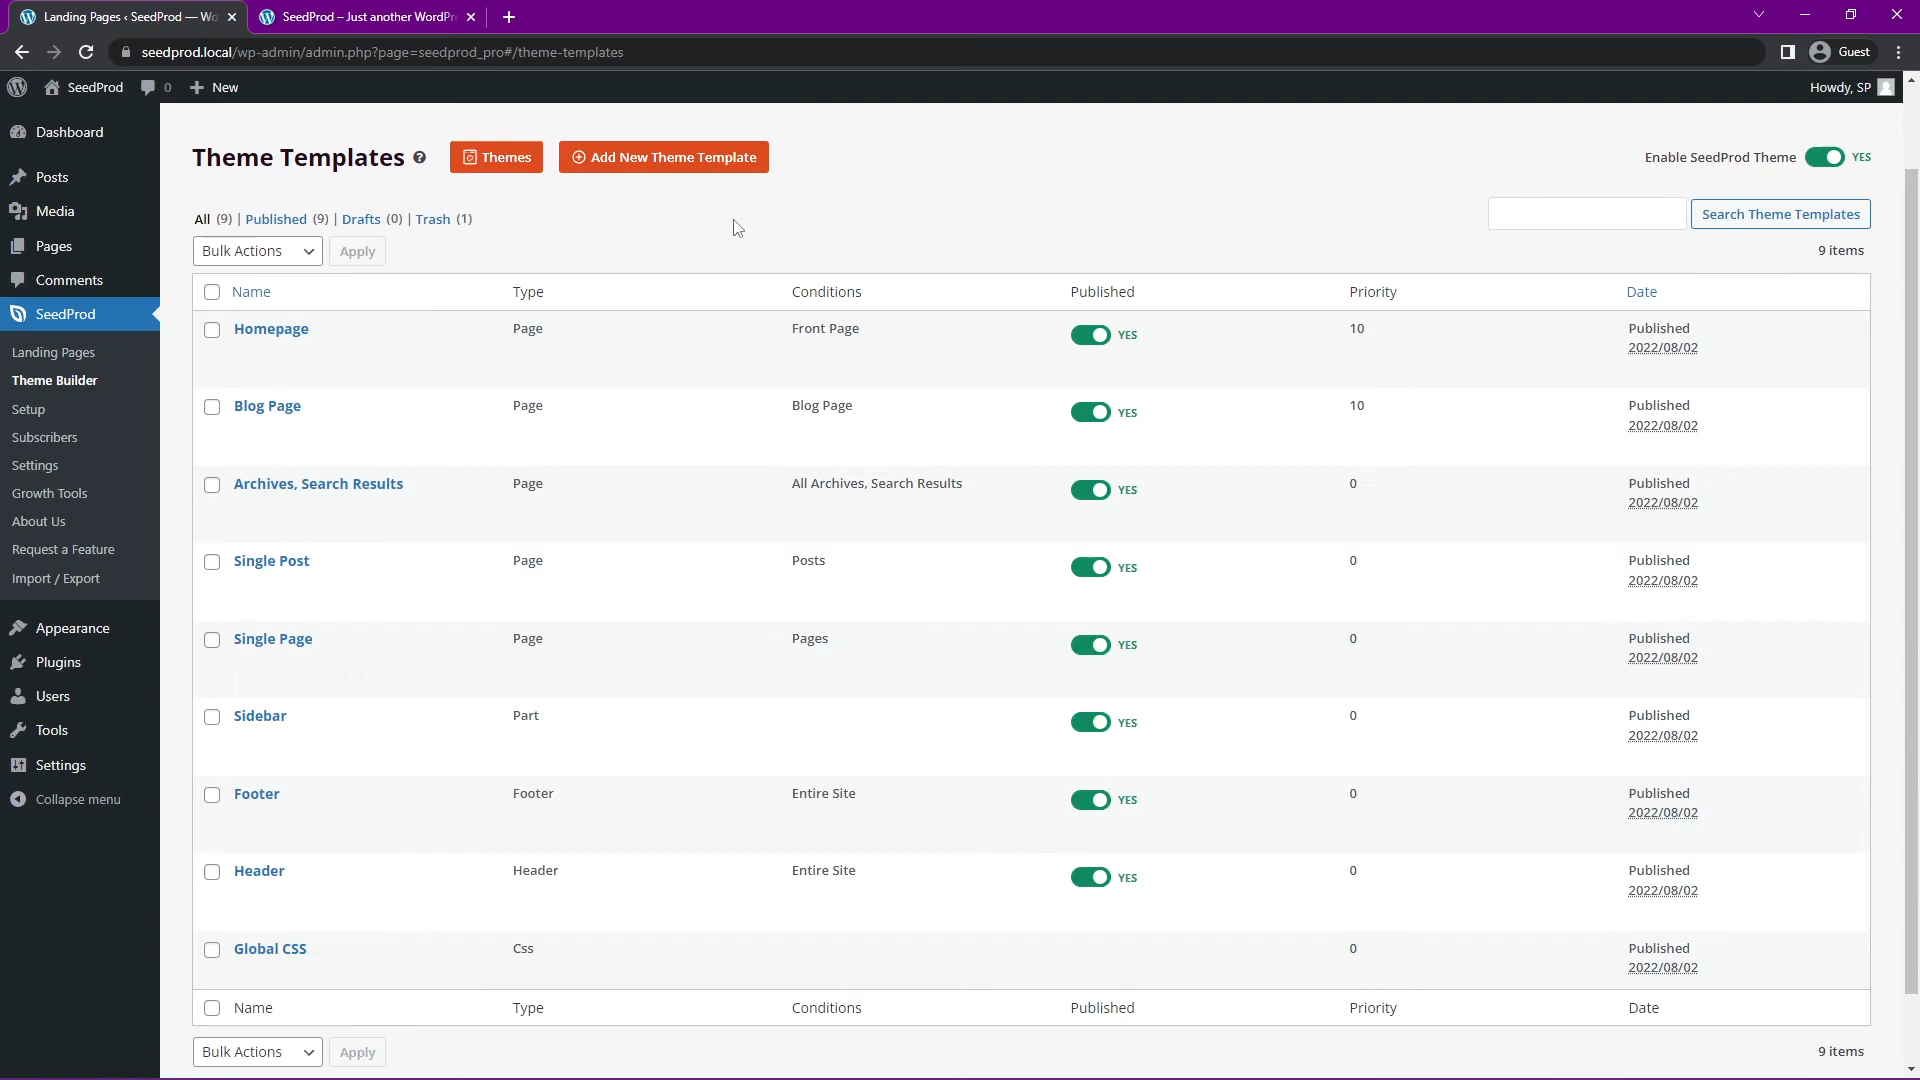 Landing Pages ‹ SeedProd — Wo
SeedProd – Just another WordPre
seedprod.local/wp-admin/admin.php?page=seedprod_pro#/theme-templates
Guest
SeedProd
0
New
Howdy, SP
Dashboard
Posts
Media
Pages
Comments
SeedProd
Landing Pages
Theme Builder
Setup
Subscribers
Settings
Growth Tools
About Us
Request a Feature
Import / Export
Appearance
Plugins
Users
Tools
Settings
Collapse menu
Theme Templates
Themes
Add New Theme Template
Enable SeedProd Theme YES
All (9) | Published (9) | Drafts (0) | Trash (1)
Search Theme Templates
Bulk Actions Apply 9 items
Name Type Conditions Published Priority Date
Homepage Page Front Page YES 10 Published
2022/08/02
Blog Page Page Blog Page YES 10 Published
2022/08/02
Archives, Search Results Page All Archives, Search Results YES 0 Published
2022/08/02
Single Post Page Posts YES 0 Published
2022/08/02
Single Page Page Pages YES 0 Published
2022/08/02
Sidebar Part YES 0 Published
2022/08/02
Footer Footer Entire Site YES 0 Published
2022/08/02
Header Header Entire Site YES 0 Published
2022/08/02
Global CSS Css 0 Published
2022/08/02
Name Type Conditions Published Priority Date
Bulk Actions Apply 9 items